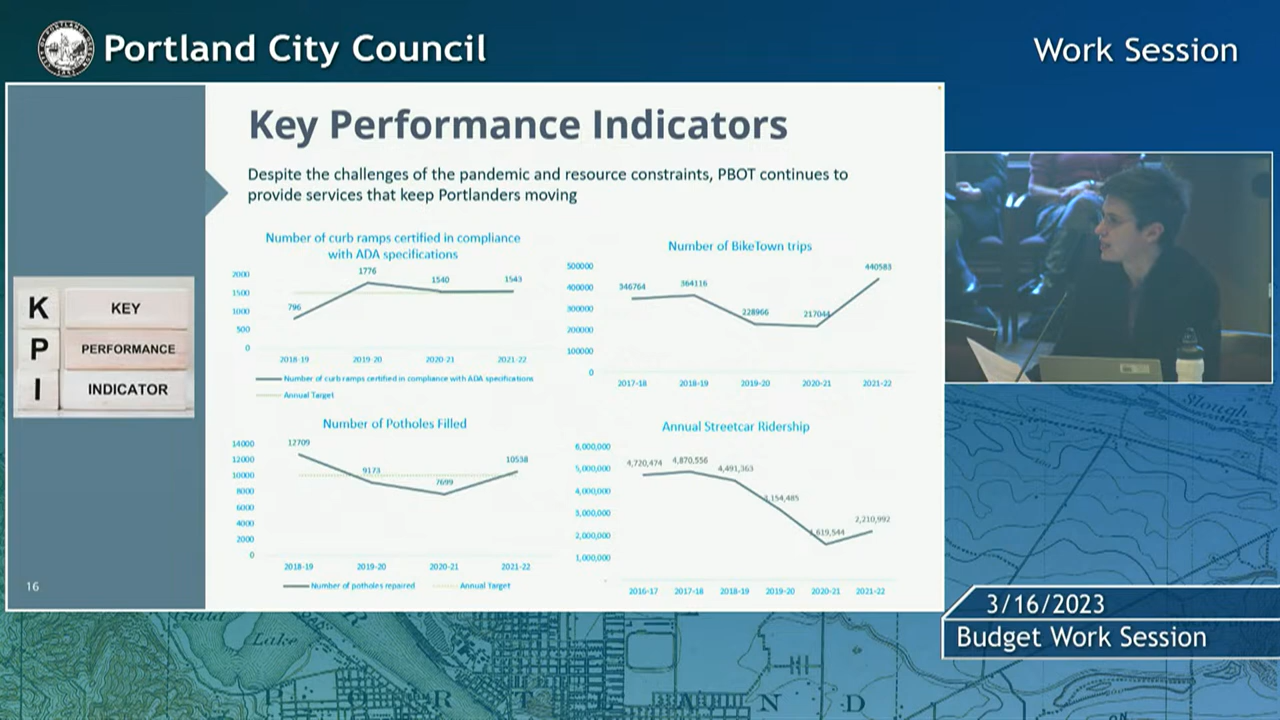 Portland City Council
Work Session
Key Performance Indicators
Despite the challenges of the pandemic and resource constraints, PBOT continues to
provide services that keep Portlanders moving
K KEY
P PERFORMANCE
I INDICATOR
16
Number of curb ramps certified in compliance
with ADA specifications
2000
1500
1000
500
0
796
1776
1540
1543
2018-19 2019-20 2020-21 2021-22
Number of curb ramps certified in compliance with ADA specifications
Annual Target
Number of BikeTown trips
500000
400000
300000
200000
100000
0
346764
364116
228966
217044
440583
2017-18 2018-19 2019-20 2020-21 2021-22
Number of Potholes Filled
14000
12000
10000
8000
6000
4000
2000
0
12709
9173
7699
10538
2018-19 2019-20 2020-21 2021-22
Number of potholes repaired Annual Target
Annual Streetcar Ridership
6,000,000
5,000,000
4,000,000
3,000,000
2,000,000
1,000,000
4,720,474
4,870,556
4,491,363
,154,485
,619,544
2,210,992
2016-17 2017-18 2018-19 2019-20 2020-21 2021-22
3/16/2023
Budget Work Session
Slough
Guild
Lake
R T L A N D